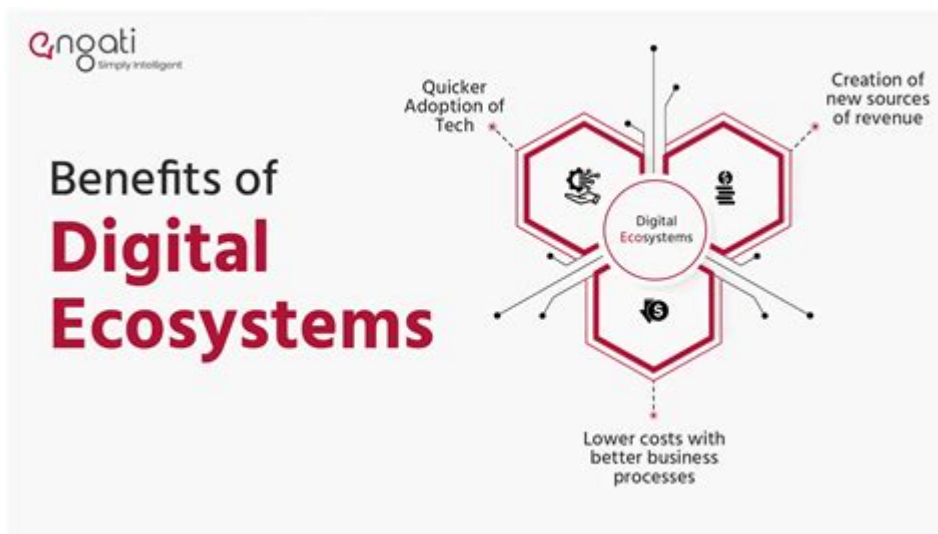 engati
Simply Intelligent
Benefits of
Digital
Ecosystems
Quicker
Adoption of
Tech
Creation of
new sources
of revenue
Digital
Ecosystems
Lower costs with
better business
processes